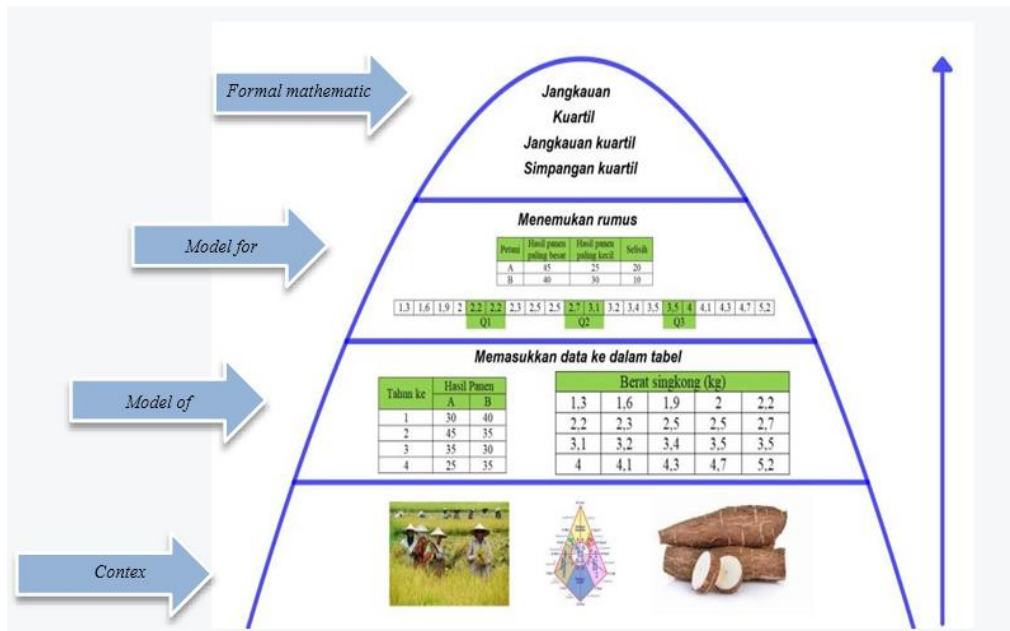 Formal mathematic
Jangkauan
Kuartil
Jangkauan kuartil
Simpangan kuartil
Model for
Menemukan rumus
Petani Hasil panen paling besar Hasil panen paling kecil Selisih
A 45 25 20
B 40 30 10
1,3 1,6 1,9 2 2,2 2,2 2,3 2,5 2,5 2,7 3,1 3,2 3,4 3,5 3,5 4 4,1 4,3 4,7 5,2
Q1 Q2 Q3
Model of
Memasukkan data ke dalam tabel
Tahun ke Hasil Panen
A B
1 30 40
2 45 35
3 35 30
4 25 35
Berat singkong (kg)
1,3 1,6 1,9 2 2,2
2,2 2,3 2,5 2,5 2,7
3,1 3,2 3,4 3,5 3,5
4 4,1 4,3 4,7 5,2
Contex